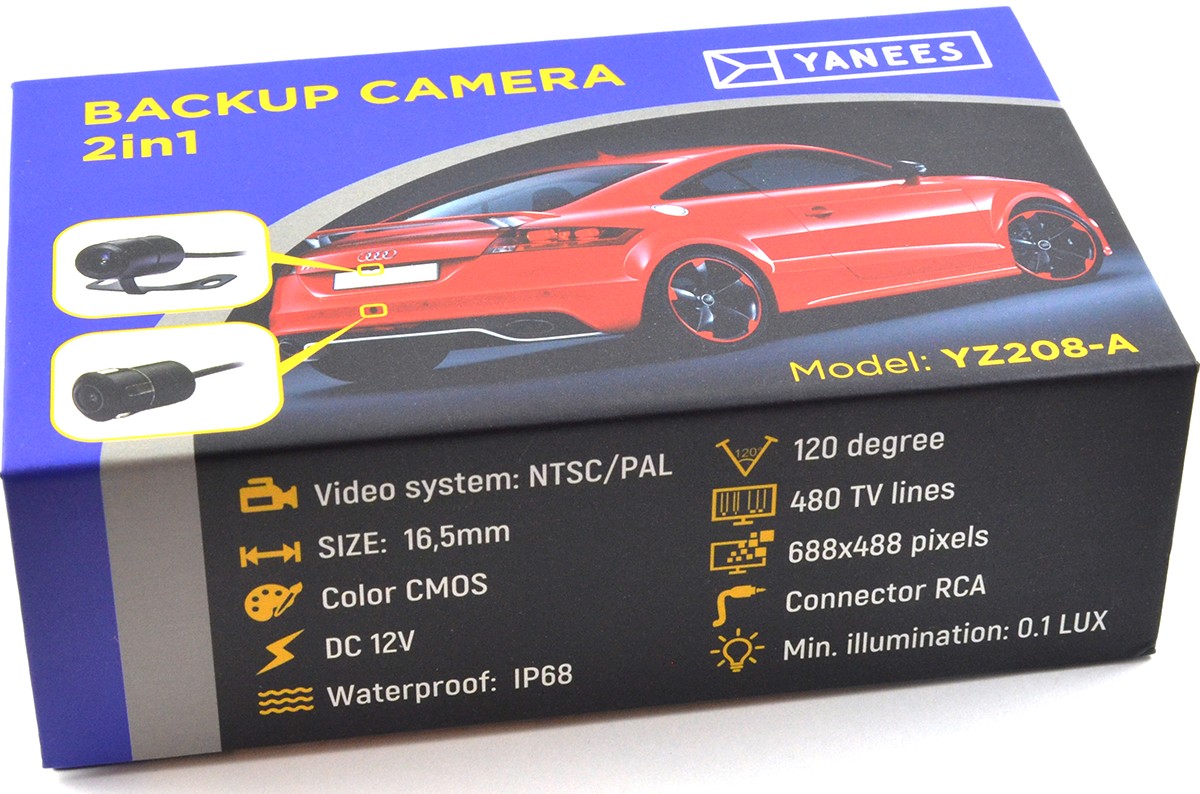 BACKUP CAMERA
2in1
YANEES
Model: YZ208-A
Video system: NTSC/PAL
SIZE: 16,5mm
Color CMOS
DC 12V
Waterproof: IP68
120°
120 degree
480 TV lines
688x488 pixels
Connector RCA
Min. illumination: 0.1 LUX